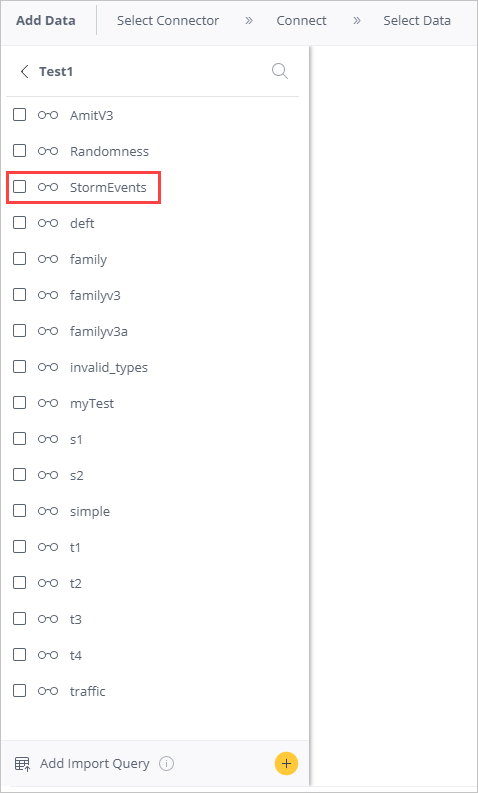 Add Data Select Connector » Connect » Select Data
Test1
AmitV3
Randomness
StormEvents
deft
family
familyv3
familyv3a
invalid_types
myTest
s1
s2
simple
t1
t2
t3
t4
traffic
Add Import Query